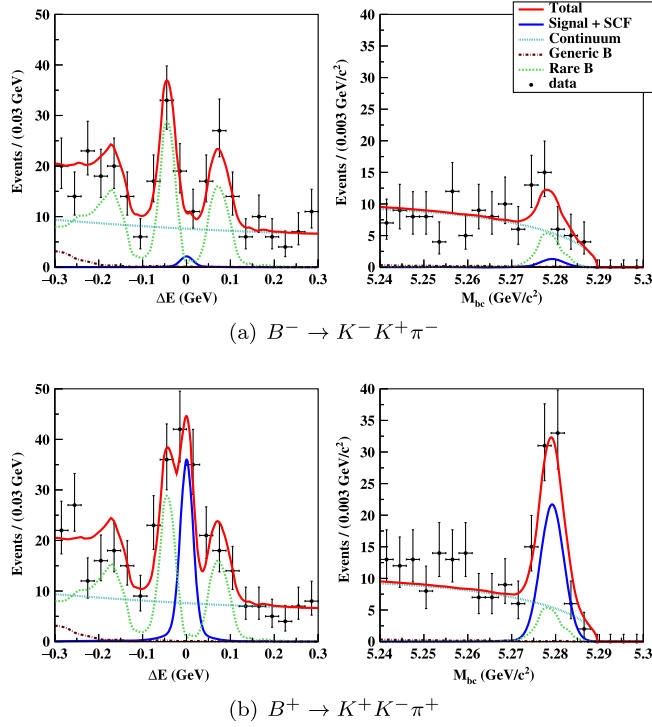 Total
Signal + SCF
Continuum
Generic B
Rare B
data
Events / (0.03 GeV)
50
40
30
20
10
0
−0.3 −0.2 −0.1 0 0.1 0.2 0.3
ΔE (GeV)
Events / (0.003 GeV/c²)
40
35
30
25
20
15
10
5
0
5.24 5.25 5.26 5.27 5.28 5.29 5.3
M_bc (GeV/c²)
(a) B⁻ → K⁻K⁺π⁻
Events / (0.03 GeV)
50
40
30
20
10
0
−0.3 −0.2 −0.1 0 0.1 0.2 0.3
ΔE (GeV)
Events / (0.003 GeV/c²)
40
35
30
25
20
15
10
5
0
5.24 5.25 5.26 5.27 5.28 5.29 5.3
M_bc (GeV/c²)
(b) B⁺ → K⁺K⁻π⁺